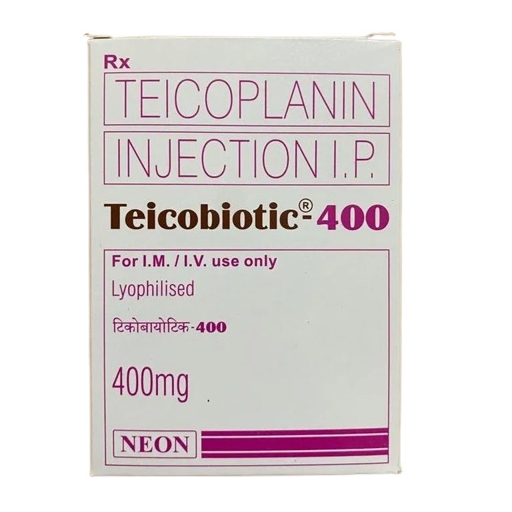 Rx
TEICOPLANIN
INJECTION I.P.
Teicobiotic®-400
For I.M. / I.V. use only
Lyophilised
टिकोबायोटिक-400
400mg
NEON